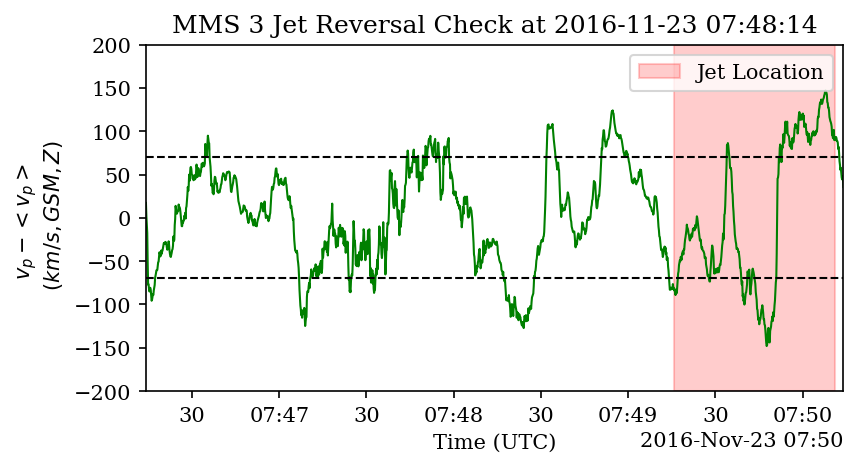 MMS 3 Jet Reversal Check at 2016-11-23 07:48:14
Jet Location
v_p − < v_p >
(km/s, GSM, Z)
200
150
100
50
0
−50
−100
−150
−200
30 07:47 30 07:48 30 07:49 30 07:50
Time (UTC)
2016-Nov-23 07:50